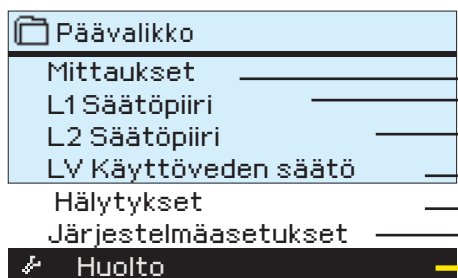 Päävalikko
Mittaukset
L1 Säätöpiiri
L2 Säätöpiiri
LV Käyttöveden säätö
Hälytykset
Järjestelmäasetukset
Huolto